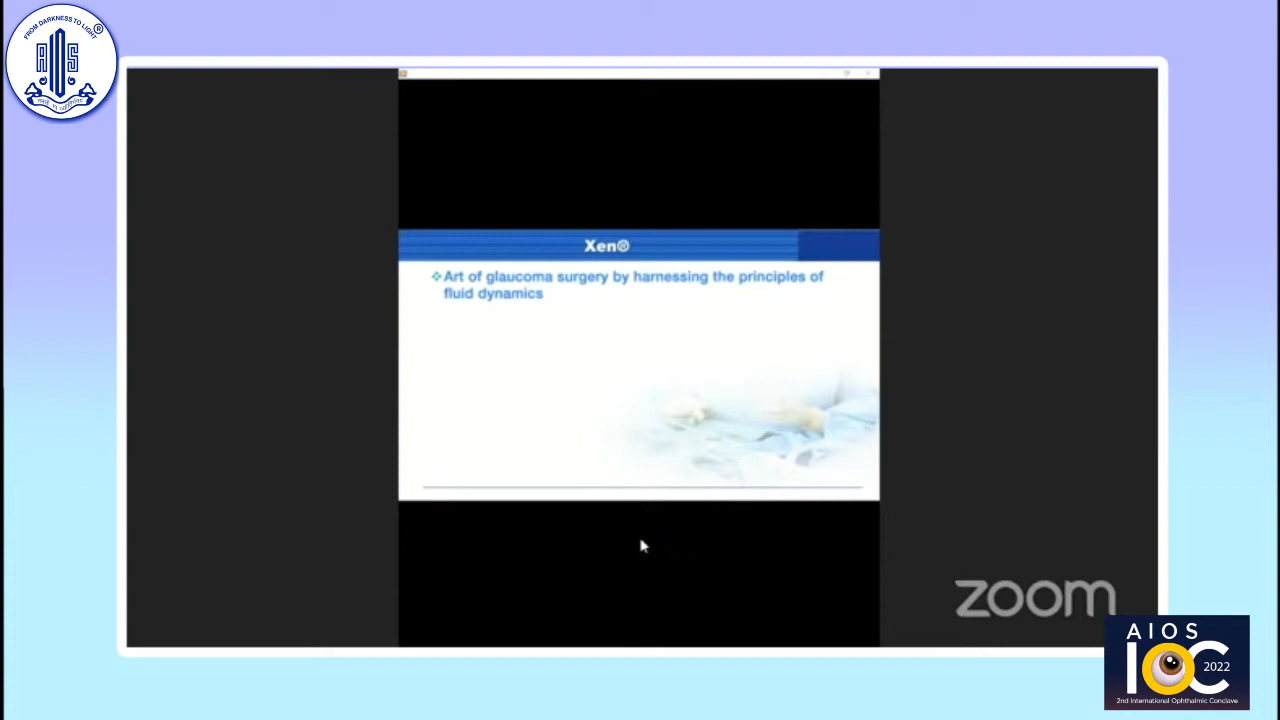 FROM DARKNESS TO LIGHT
®
AIOS
Xen®
Art of glaucoma surgery by harnessing the principles of
fluid dynamics
zoom
AIOS
IOC
2022
2nd International Ophthalmic Conclave